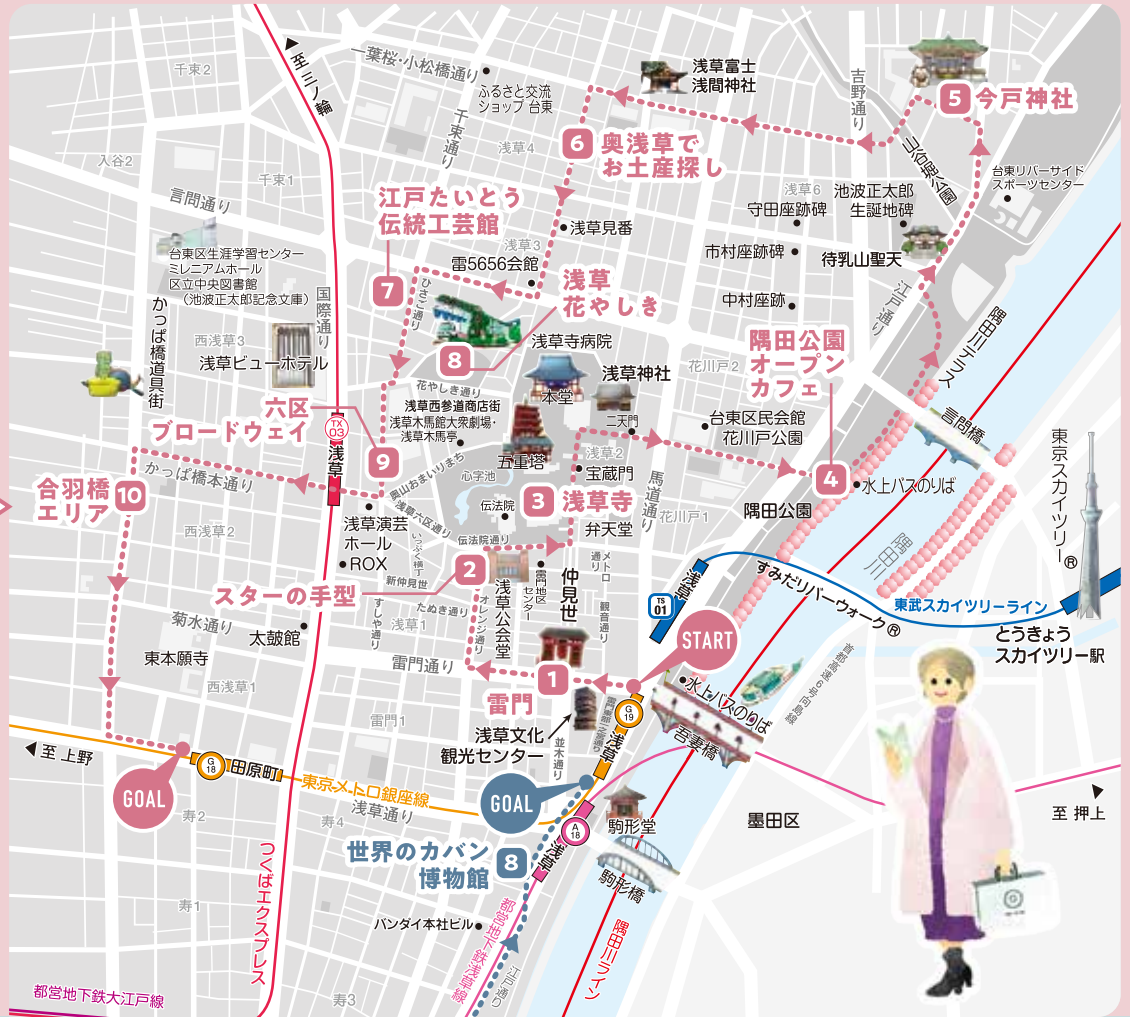 千束2
至 三ノ輪
一葉桜・小松橋通り
ふるさと交流
ショップ 台東
千束通り
浅草富士
浅間神社
吉野通り
5 今戸神社
山谷堀公園
台東リバーサイド
スポーツセンター
入谷2
千束1
言問通り
浅草4
6 奥浅草で
お土産探し
浅草6
守田座跡碑
池波正太郎
生誕地碑
江戸たいとう
伝統工芸館
7
浅草見番
浅草3
雷5656会館
市村座跡碑
待乳山聖天
台東区生涯学習センター
ミレニアムホール
区立中央図書館
（池波正太郎記念文庫）
かっぱ橋道具街
国際通り
ひさご通り
浅草
花やしき
8
中村座跡
江戸通り
隅田川テラス
西浅草3
浅草ビューホテル
浅草寺病院
隅田公園
オープン
カフェ
4
花やしき通り
本堂
浅草神社
花川戸2
六区
ブロードウェイ
9
TX
03
浅草
浅草西参道商店街
浅草木馬館大衆劇場・
浅草木馬亭
二天門
台東区民会館
花川戸公園
言問橋
東京スカイツリー®
五重塔
浅草2
宝蔵門
馬道通り
かっぱ橋本通り
合羽橋
エリア
10
奥山おまいりまち
心字池
水上バスのりば
伝法院
3 浅草寺
隅田公園
花川戸1
弁天堂
西浅草2
浅草演芸
ホール
ROX
浅草六区通り
伝法院通り
いっぷく横丁
新仲見世
隅田川
2
スターの手型
浅草公会堂
雷門地区
センター
仲見世
メトロ通り
観音通り
浅草
TS
01
すみだリバーウォーク®
東武スカイツリーライン
とうきょう
スカイツリー駅
菊水通り
太鼓館
すしや通り
たぬき通り
浅草1
オレンジ通り
START
東本願寺
雷門通り
首都高速6号向島線
西浅草1
1
雷門
水上バスのりば
雷門1
浅草文化
観光センター
並木通り
G
19
浅草
吾妻橋
至 上野
G
18
田原町
東京メトロ銀座線
浅草通り
GOAL
GOAL
至 押上
寿2
寿4
A
18
浅草
駒形堂
墨田区
世界のカバン
博物館
8
駒形橋
つくばエクスプレス
寿1
バンダイ本社ビル
都営地下鉄浅草線
江戸通り
隅田川ライン
都営地下鉄大江戸線
寿3